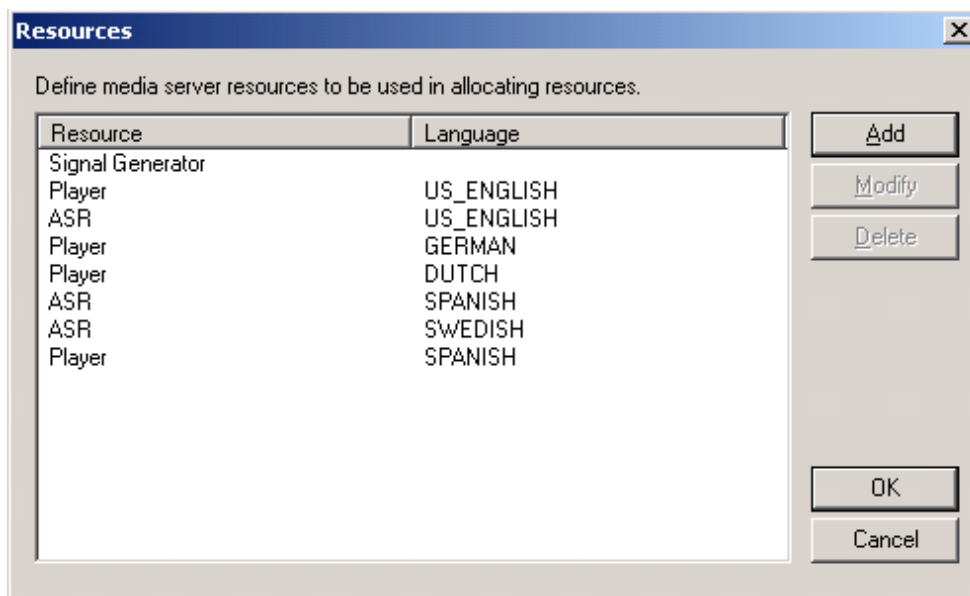 Resources
Define media server resources to be used in allocating resources.
Resource Language
Signal Generator
Player US_ENGLISH
ASR US_ENGLISH
Player GERMAN
Player DUTCH
ASR SPANISH
ASR SWEDISH
Player SPANISH
Add
Modify
Delete
OK
Cancel